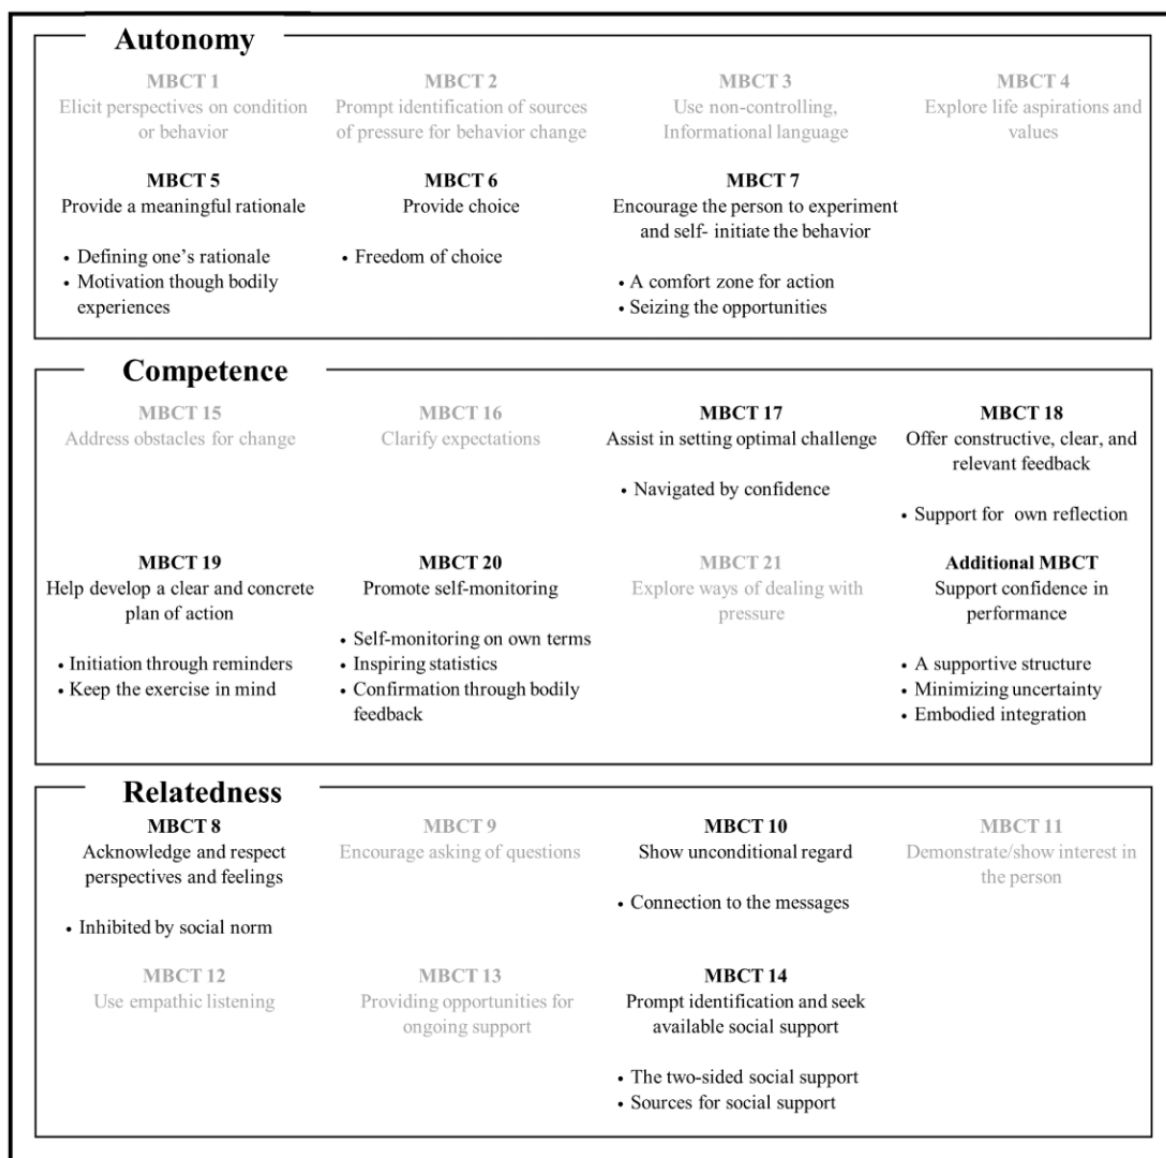 Autonomy
MBCT 1
Elicit perspectives on condition
or behavior
MBCT 2
Prompt identification of sources
of pressure for behavior change
MBCT 3
Use non-controlling,
Informational language
MBCT 4
Explore life aspirations and
values
MBCT 5
Provide a meaningful rationale
• Defining one's rationale
• Motivation though bodily
experiences
MBCT 6
Provide choice
• Freedom of choice
MBCT 7
Encourage the person to experiment
and self- initiate the behavior
• A comfort zone for action
• Seizing the opportunities
Competence
MBCT 15
Address obstacles for change
MBCT 16
Clarify expectations
MBCT 17
Assist in setting optimal challenge
• Navigated by confidence
MBCT 18
Offer constructive, clear, and
relevant feedback
• Support for own reflection
MBCT 19
Help develop a clear and concrete
plan of action
• Initiation through reminders
• Keep the exercise in mind
MBCT 20
Promote self-monitoring
• Self-monitoring on own terms
• Inspiring statistics
• Confirmation through bodily
feedback
MBCT 21
Explore ways of dealing with
pressure
Additional MBCT
Support confidence in
performance
• A supportive structure
• Minimizing uncertainty
• Embodied integration
Relatedness
MBCT 8
Acknowledge and respect
perspectives and feelings
• Inhibited by social norm
MBCT 9
Encourage asking of questions
MBCT 10
Show unconditional regard
• Connection to the messages
MBCT 11
Demonstrate/show interest in
the person
MBCT 12
Use empathic listening
MBCT 13
Providing opportunities for
ongoing support
MBCT 14
Prompt identification and seek
available social support
• The two-sided social support
• Sources for social support